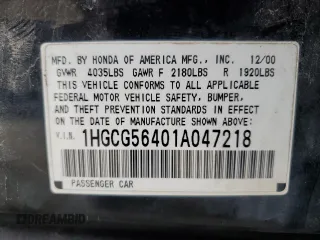 MFD. BY HONDA OF AMERICA MFG., INC. 12/00
GVWR 4035LBS GAWR F 2180LBS R 1920LBS
THIS VEHICLE CONFORMS TO ALL APPLICABLE
FEDERAL MOTOR VEHICLE SAFETY, BUMPER,
AND THEFT PREVENTION STANDARDS IN EFFECT
ON THE DATE OF MANUFACTURE SHOWN ABOVE.
V.I.N. 1HGCG56401A047218
PASSENGER CAR
DREAMBID